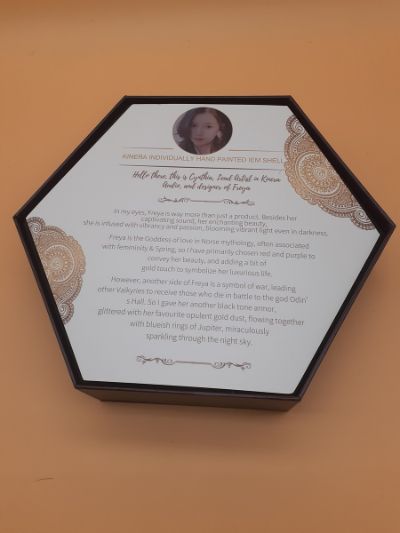 KINERA INDIVIDUALLY HAND PAINTED IEM SHELL
Hello there, this is Cynthia, Lead Artist in Kinera
Audio, and designer of Freya
In my eyes, Freya is way more than just a product. Besides her
captivating sound, her enchanting beauty,
she is infused with vibrancy and passion, blooming vibrant light even in darkness.
Freya is the Goddess of love in Norse mythology, often associated
with femininity & Spring, so I have primarily chosen red and purple to
convey her beauty, and adding a bit of
gold touch to symbolize her luxurious life.
However, another side of Freya is a symbol of war, leading
other Valkyries to receive those who die in battle to the god Odin'
s Hall. So I gave her another black tone armor,
glittered with her favourite opulent gold dust, flowing together
with blueish rings of Jupiter, miraculously
sparkling through the night sky.